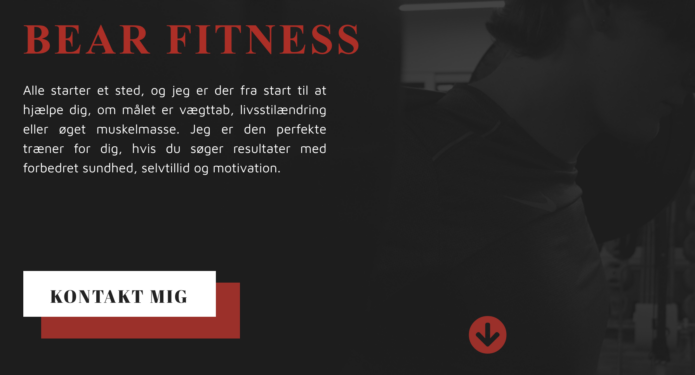 BEAR FITNESS
Alle starter et sted, og jeg er der fra start til at
hjælpe dig, om målet er vægttab, livsstilændring
eller øget muskelmasse. Jeg er den perfekte
træner for dig, hvis du søger resultater med
forbedret sundhed, selvtillid og motivation.
KONTAKT MIG